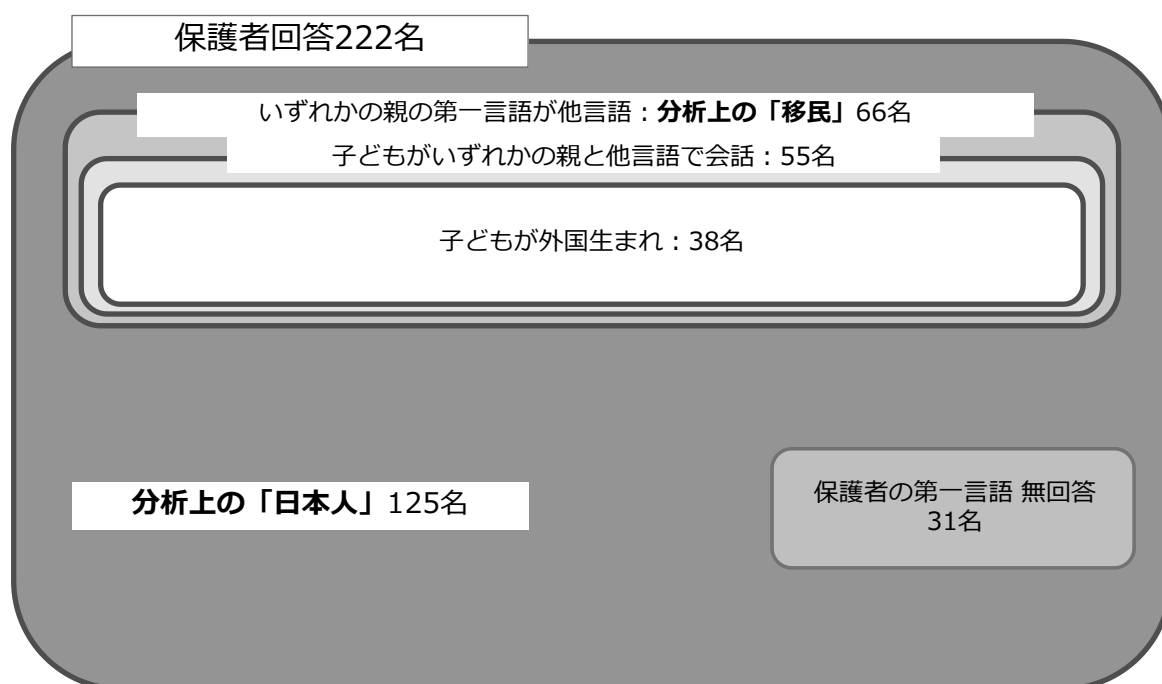 保護者回答222名
いずれかの親の第一言語が他言語：分析上の「移民」66名
子どもがいずれかの親と他言語で会話：55名
子どもが外国生まれ：38名
分析上の「日本人」125名
保護者の第一言語 無回答
31名